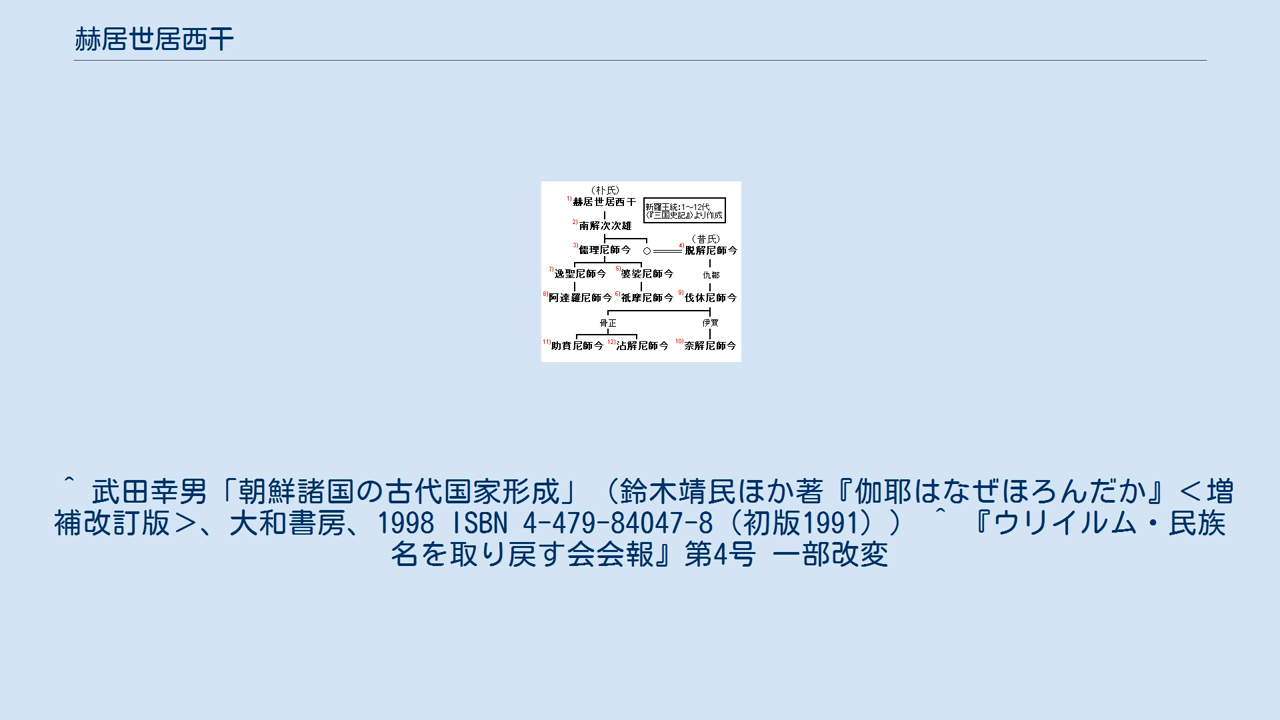 赫居世居西干
(朴氏)
1)赫居世居西干
新羅王統:1～12代
(『三国史記』より作成
2)南解次次雄
(昔氏)
3)儒理尼師今 4)脱解尼師今
7)逸聖尼師今 5)婆娑尼師今 仇鄒
8)阿達羅尼師今 6)祇摩尼師今 9)伐休尼師今
骨正 伊買
11)助賁尼師今 12)沾解尼師今 10)奈解尼師今
^ 武田幸男「朝鮮諸国の古代国家形成」（鈴木靖民ほか著『伽耶はなぜほろんだか』＜増
補改訂版＞、大和書房、1998 ISBN 4-479-84047-8（初版1991）） ^ 『ウリイルム・民族
名を取り戻す会会報』第4号 一部改変